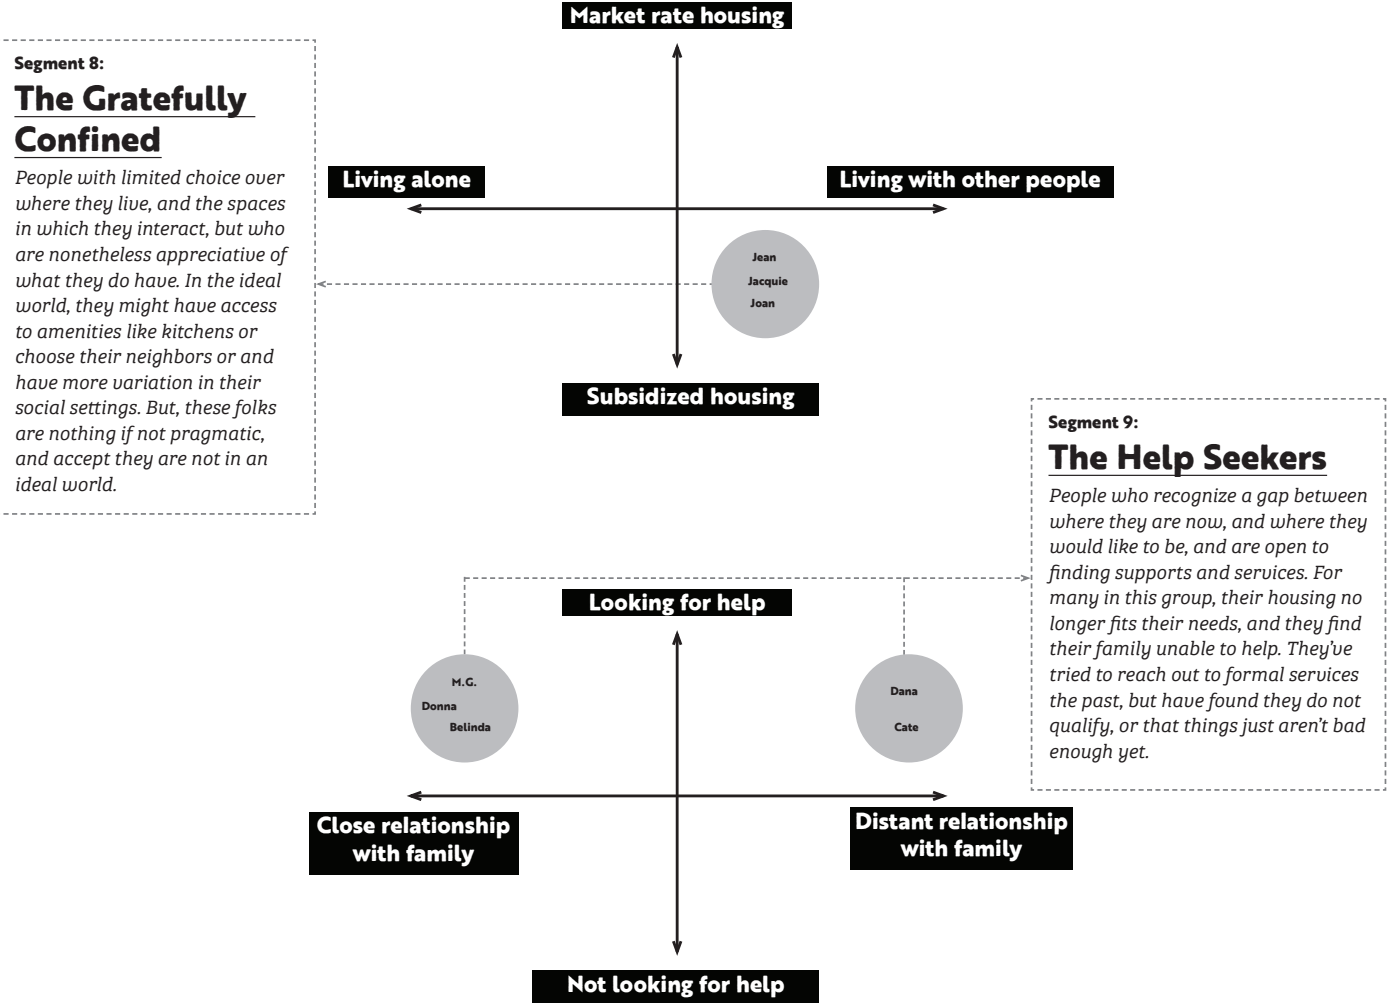 Market rate housing
Segment 8:
The Gratefully
Confined
People with limited choice over
where they live, and the spaces
in which they interact, but who
are nonetheless appreciative of
what they do have. In the ideal
world, they might have access
to amenities like kitchens or
choose their neighbors or and
have more variation in their
social settings. But, these folks
are nothing if not pragmatic,
and accept they are not in an
ideal world.
Living alone
Living with other people
Jean
Jacquie
Joan
Subsidized housing
Segment 9:
The Help Seekers
People who recognize a gap between
where they are now, and where they
would like to be, and are open to
finding supports and services. For
many in this group, their housing no
longer fits their needs, and they find
their family unable to help. They've
tried to reach out to formal services
the past, but have found they do not
qualify, or that things just aren't bad
enough yet.
Looking for help
M.G.
Donna
Belinda
Dana
Cate
Close relationship
with family
Distant relationship
with family
Not looking for help